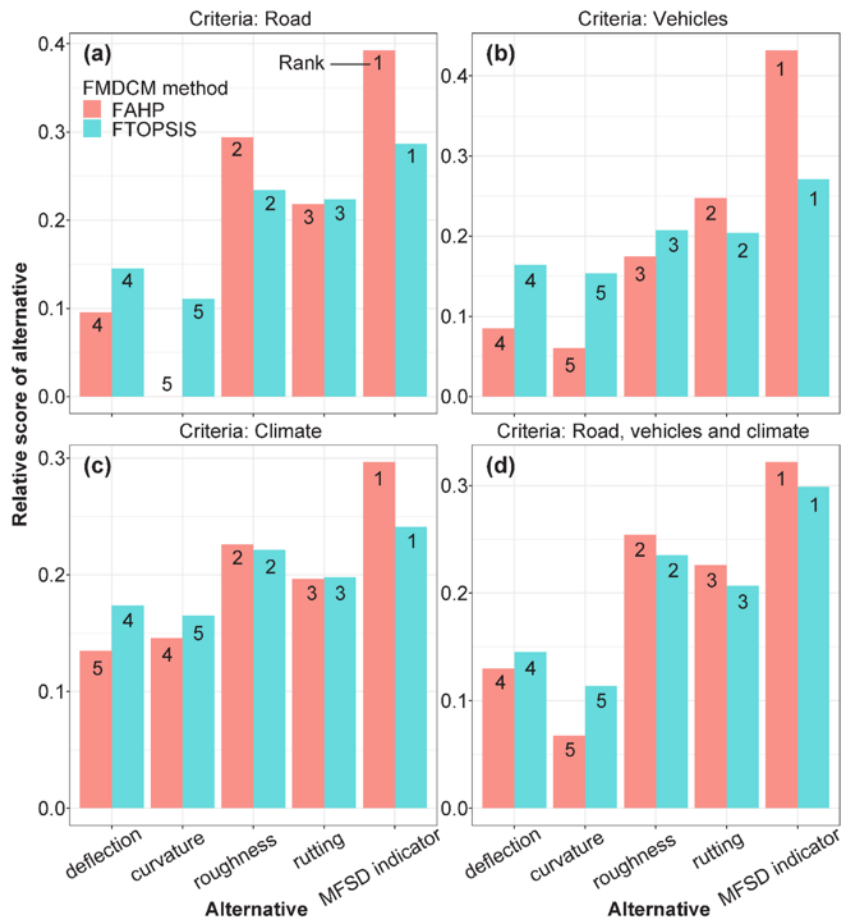 Criteria: Road
(a)
Rank
FMDCM method
FAHP
FTOPSIS
0.4
0.3
0.2
0.1
0.0
4
4
5
5
2
2
3
3
1
1
Criteria: Vehicles
(b)
0.4
0.3
0.2
0.1
0.0
4
4
5
5
3
3
2
2
1
1
Relative score of alternative
Criteria: Climate
(c)
0.3
0.2
0.1
0.0
5
4
4
5
2
2
3
3
1
1
deflection
curvature
roughness
rutting
MFSD indicator
Alternative
Criteria: Road, vehicles and climate
(d)
0.3
0.2
0.1
0.0
4
4
5
5
2
2
3
3
1
1
deflection
curvature
roughness
rutting
MFSD indicator
Alternative